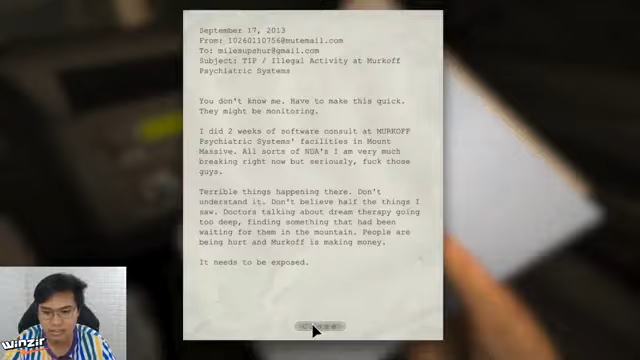 September 17, 2013
From: 10260110756@mutemail.com
To: milesupshur@gmail.com
Subject: TIP / Illegal Activity at Murkoff
Psychiatric Systems
You don't know me. Have to make this quick.
They might be monitoring.
I did 2 weeks of software consult at MURKOFF
Psychiatric Systems' facilities in Mount
Massive. All sorts of NDA's I am very much
breaking right now but seriously, fuck those
guys.
Terrible things happening there. Don't
understand it. Don't believe half the things I
saw. Doctors talking about dream therapy going
too deep, finding something that had been
waiting for them in the mountain. People are
being hurt and Murkoff is making money.
It needs to be exposed.
winzir